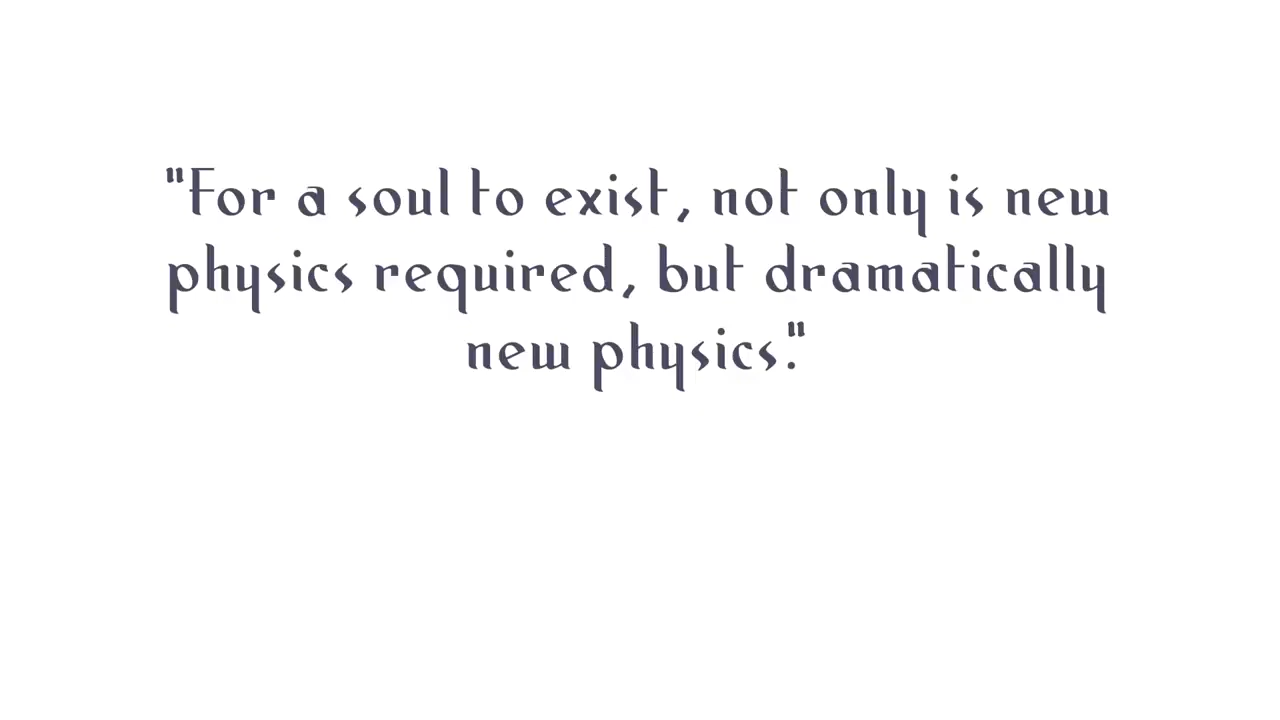 "For a soul to exist, not only is new
physics required, but dramatically
new physics."